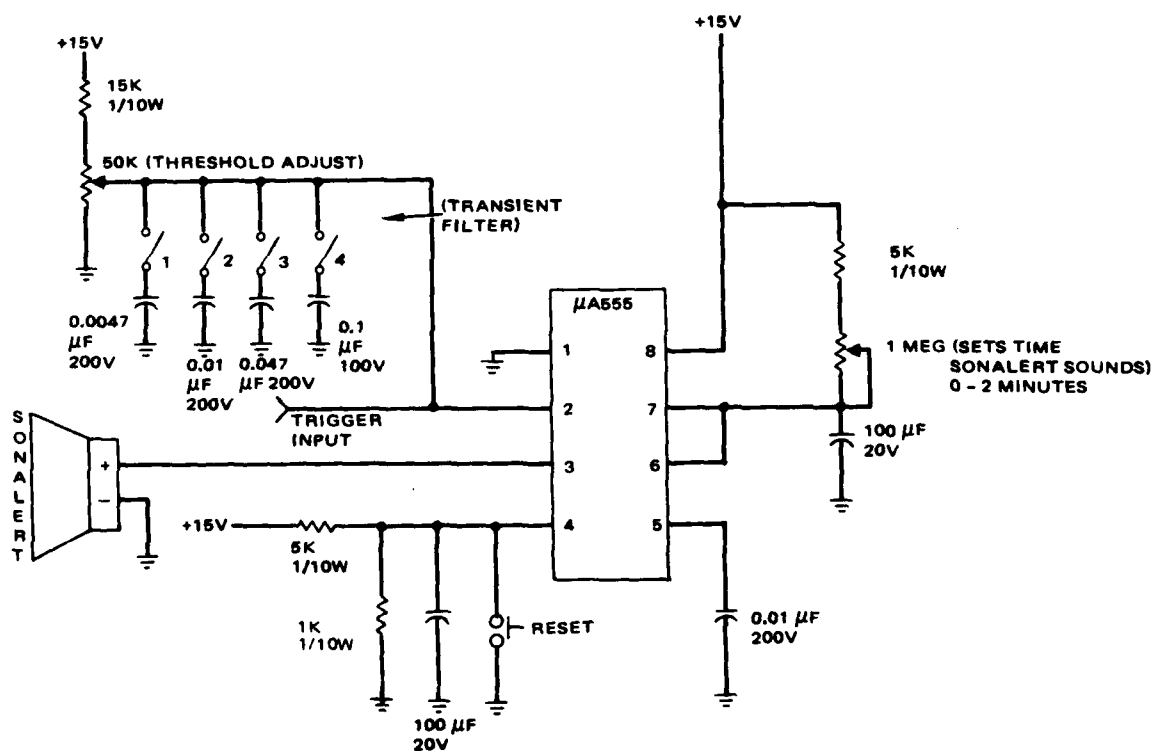 +15V
15K
1/10W
50K (THRESHOLD ADJUST)
(TRANSIENT
FILTER)
1
2
3
4
0.0047
μF
200V
0.01
μF
200V
0.047
μF 200V
0.1
μF
100V
TRIGGER
INPUT
+15V
μA555
1
2
3
4
8
7
6
5
5K
1/10W
1 MEG (SETS TIME
SONALERT SOUNDS)
0 - 2 MINUTES
100 μF
20V
SONALERT
+
−
+15V
5K
1/10W
1K
1/10W
100 μF
20V
RESET
0.01 μF
200V